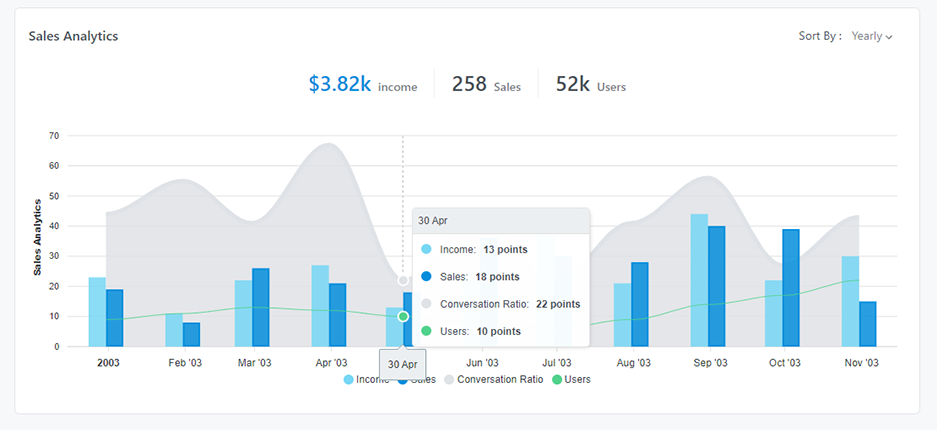 Sales Analytics
Sort By : Yearly
$3.82k income
258 Sales
52k Users
70
60
50
40
30
20
10
0
Sales Analytics
30 Apr
Income: 13 points
Sales: 18 points
Conversation Ratio: 22 points
Users: 10 points
2003 Feb '03 Mar '03 Apr '03 30 Apr Jun '03 Jul '03 Aug '03 Sep '03 Oct '03 Nov '03
Income Sales Conversation Ratio Users